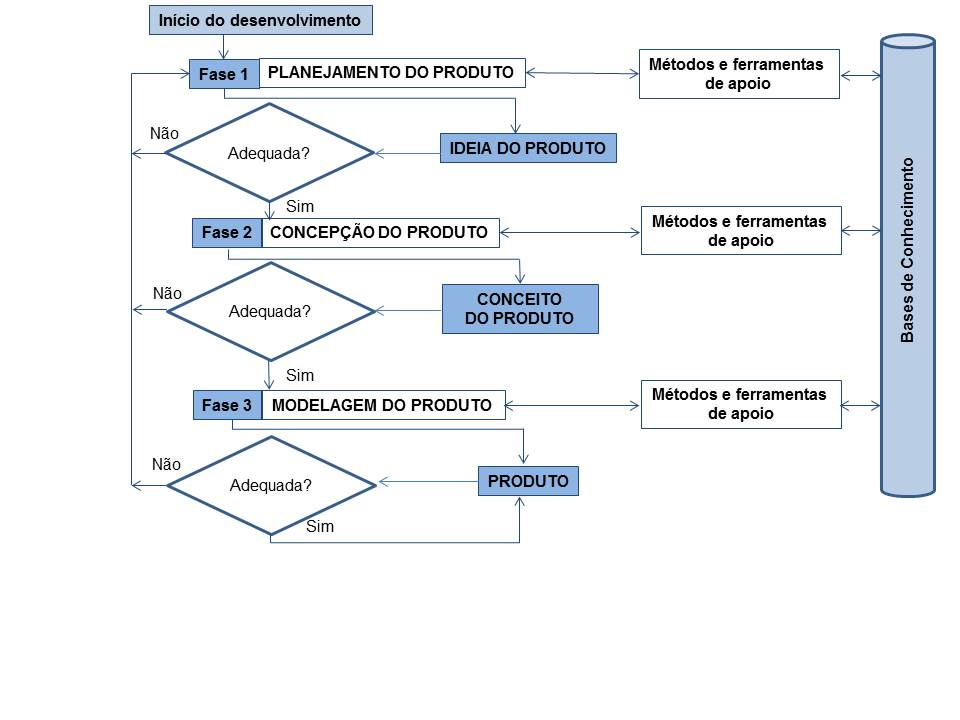 Início do desenvolvimento
Fase 1 PLANEJAMENTO DO PRODUTO
Métodos e ferramentas
de apoio
Não
Adequada?
IDEIA DO PRODUTO
Sim
Fase 2 CONCEPÇÃO DO PRODUTO
Métodos e ferramentas
de apoio
Não
Adequada?
CONCEITO
DO PRODUTO
Sim
Fase 3 MODELAGEM DO PRODUTO
Métodos e ferramentas
de apoio
Não
Adequada?
PRODUTO
Sim
Bases de Conhecimento